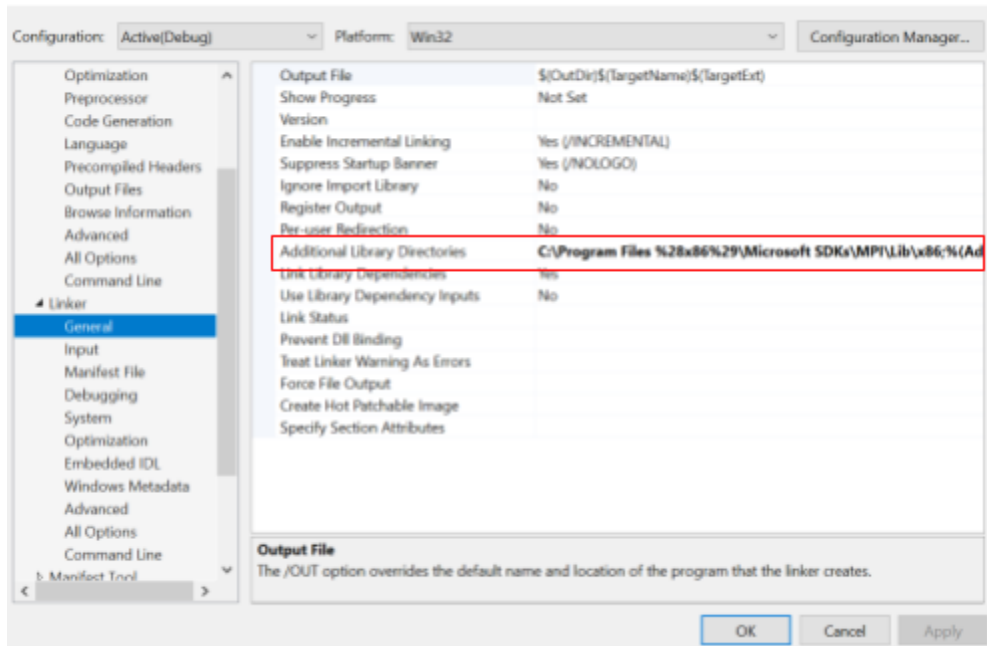 Configuration: Active(Debug) Platform: Win32 Configuration Manager...
Optimization
Preprocessor
Code Generation
Language
Precompiled Headers
Output Files
Browse Information
Advanced
All Options
Command Line
Linker
General
Input
Manifest File
Debugging
System
Optimization
Embedded IDL
Windows Metadata
Advanced
All Options
Command Line
Manifest Tool
Output File $(OutDir)$(TargetName)$(TargetExt)
Show Progress Not Set
Version
Enable Incremental Linking Yes (/INCREMENTAL)
Suppress Startup Banner Yes (/NOLOGO)
Ignore Import Library No
Register Output No
Per-user Redirection No
Additional Library Directories C:\Program Files %28x86%29\Microsoft SDKs\MPI\Lib\x86;%(Ad
Link Library Dependencies Yes
Use Library Dependency Inputs No
Link Status
Prevent Dll Binding
Treat Linker Warning As Errors
Force File Output
Create Hot Patchable Image
Specify Section Attributes
Output File
The /OUT option overrides the default name and location of the program that the linker creates.
OK Cancel Apply